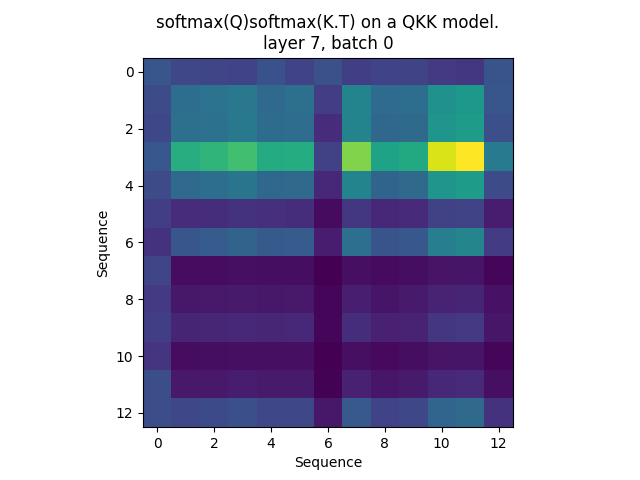 softmax(Q)softmax(K.T) on a QKK model.
layer 7, batch 0
0
2
4
6
8
10
12
Sequence
0 2 4 6 8 10 12
Sequence